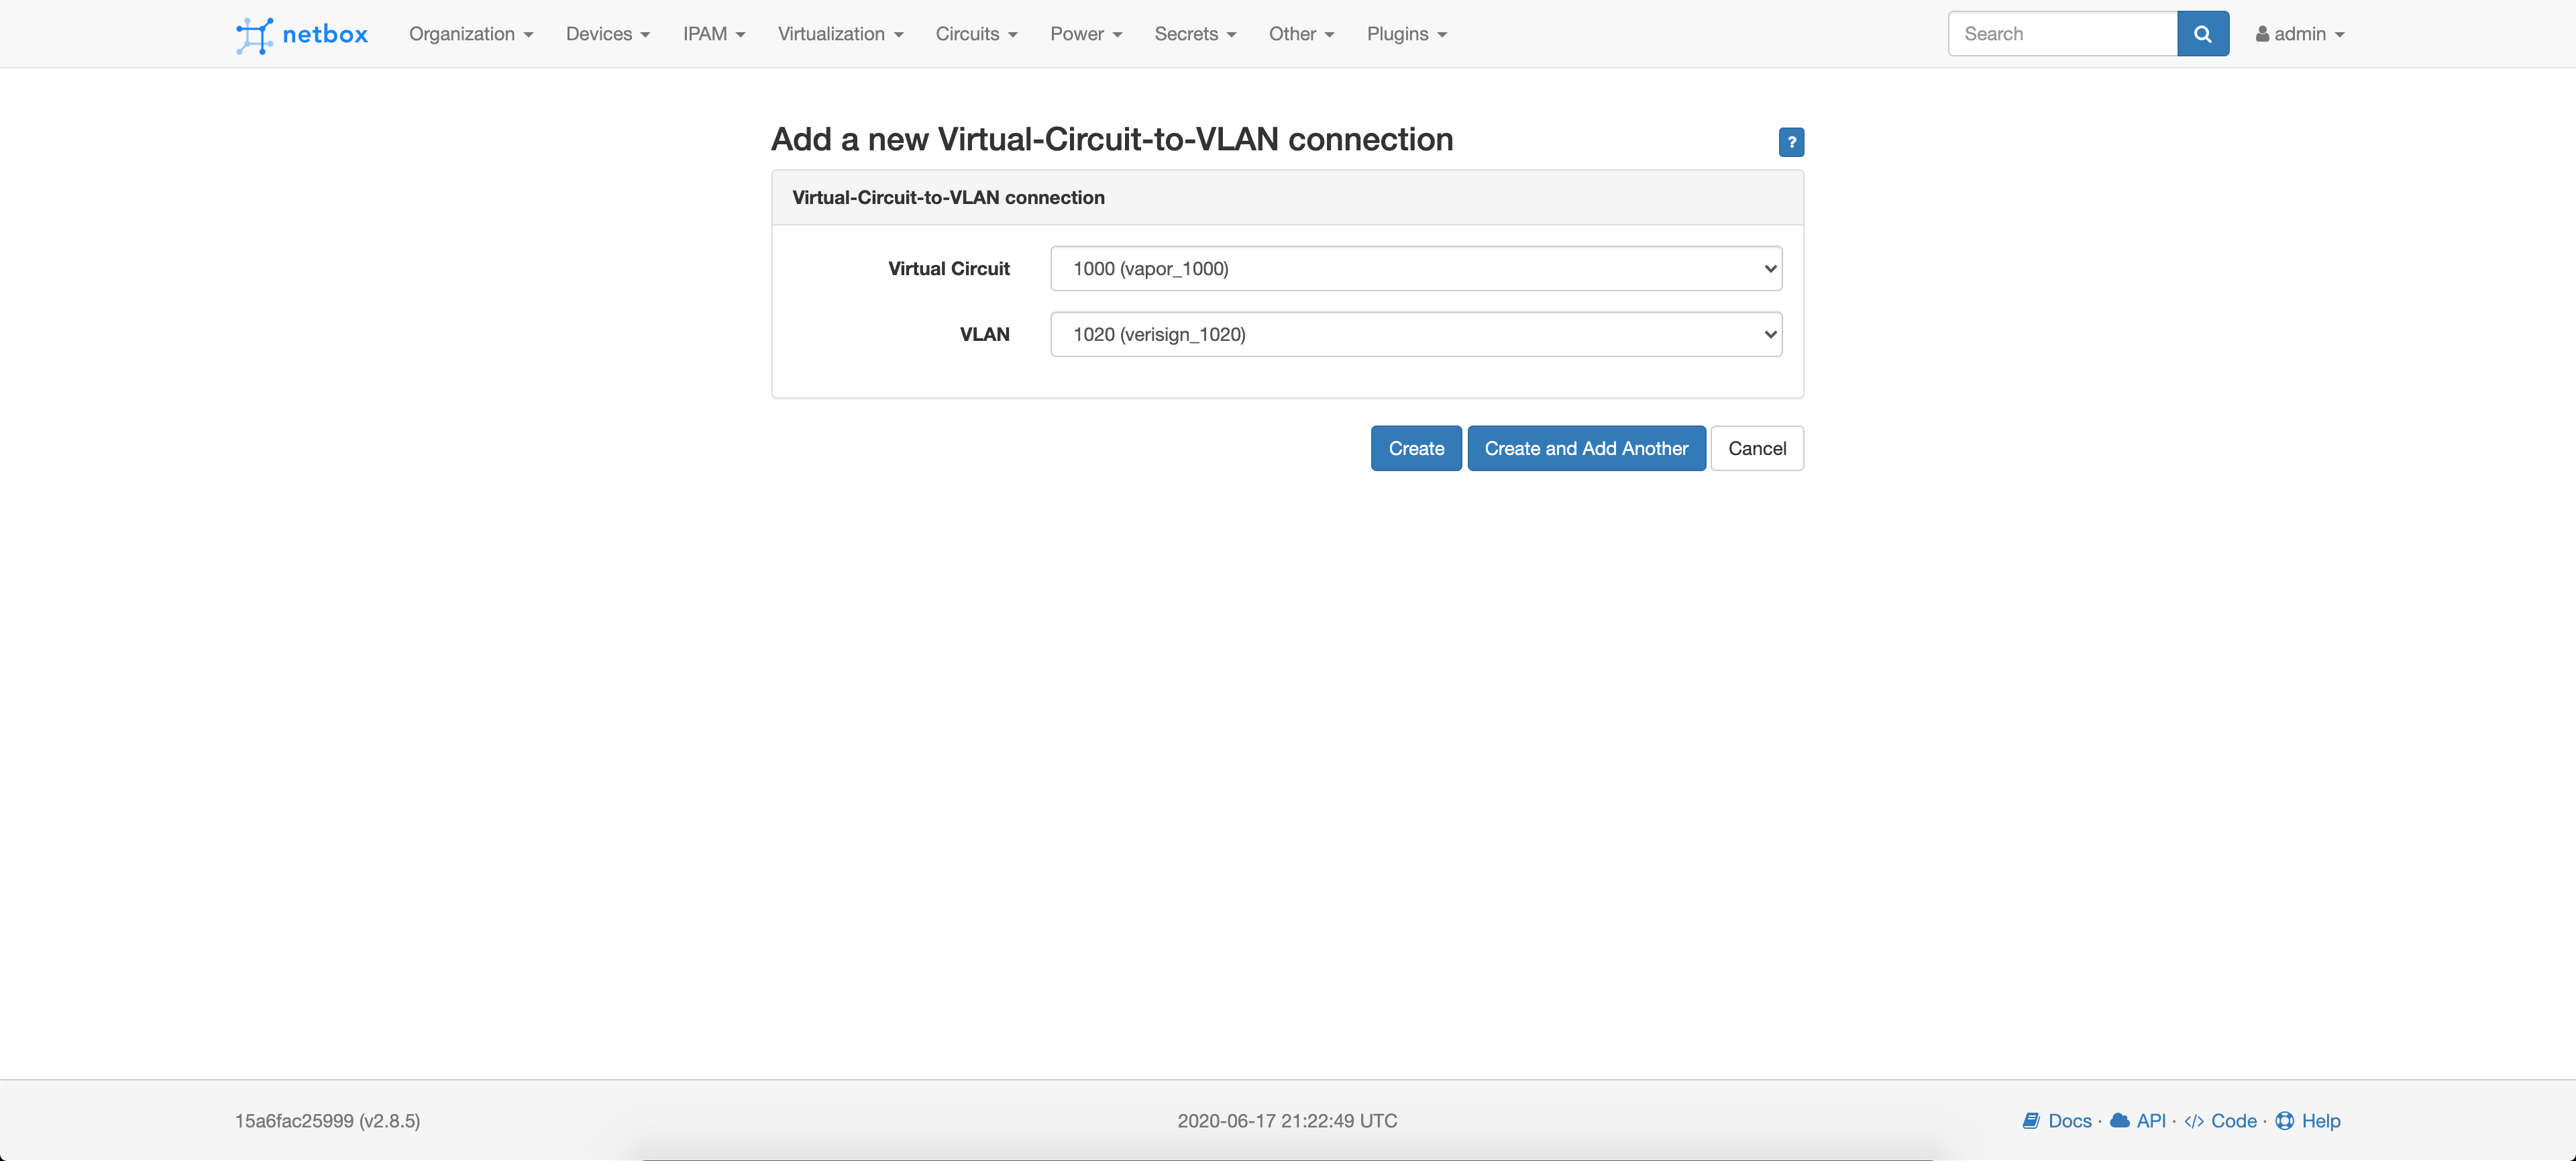 netbox Organization Devices IPAM Virtualization Circuits Power Secrets Other Plugins Search admin
Add a new Virtual-Circuit-to-VLAN connection ?
Virtual-Circuit-to-VLAN connection
Virtual Circuit 1000 (vapor_1000)
VLAN 1020 (verisign_1020)
Create Create and Add Another Cancel
15a6fac25999 (v2.8.5) 2020-06-17 21:22:49 UTC Docs · API · </> Code · Help